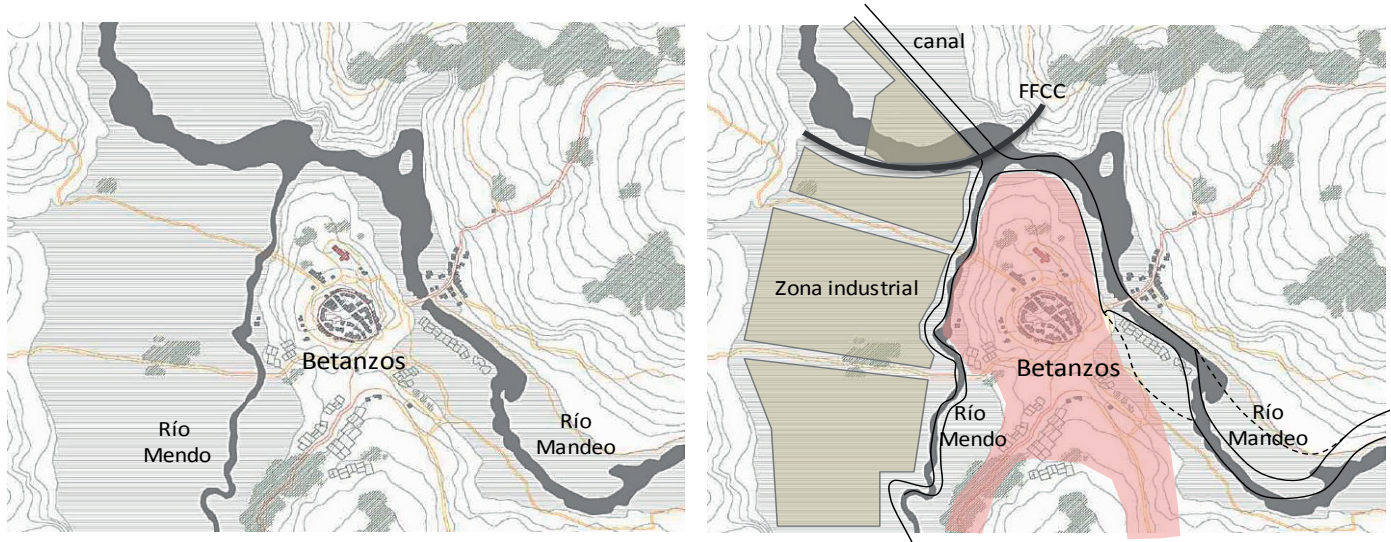 Betanzos
Río
Mendo
Río
Mandeo
canal
FFCC
Zona industrial
Betanzos
Río
Mendo
Río
Mandeo